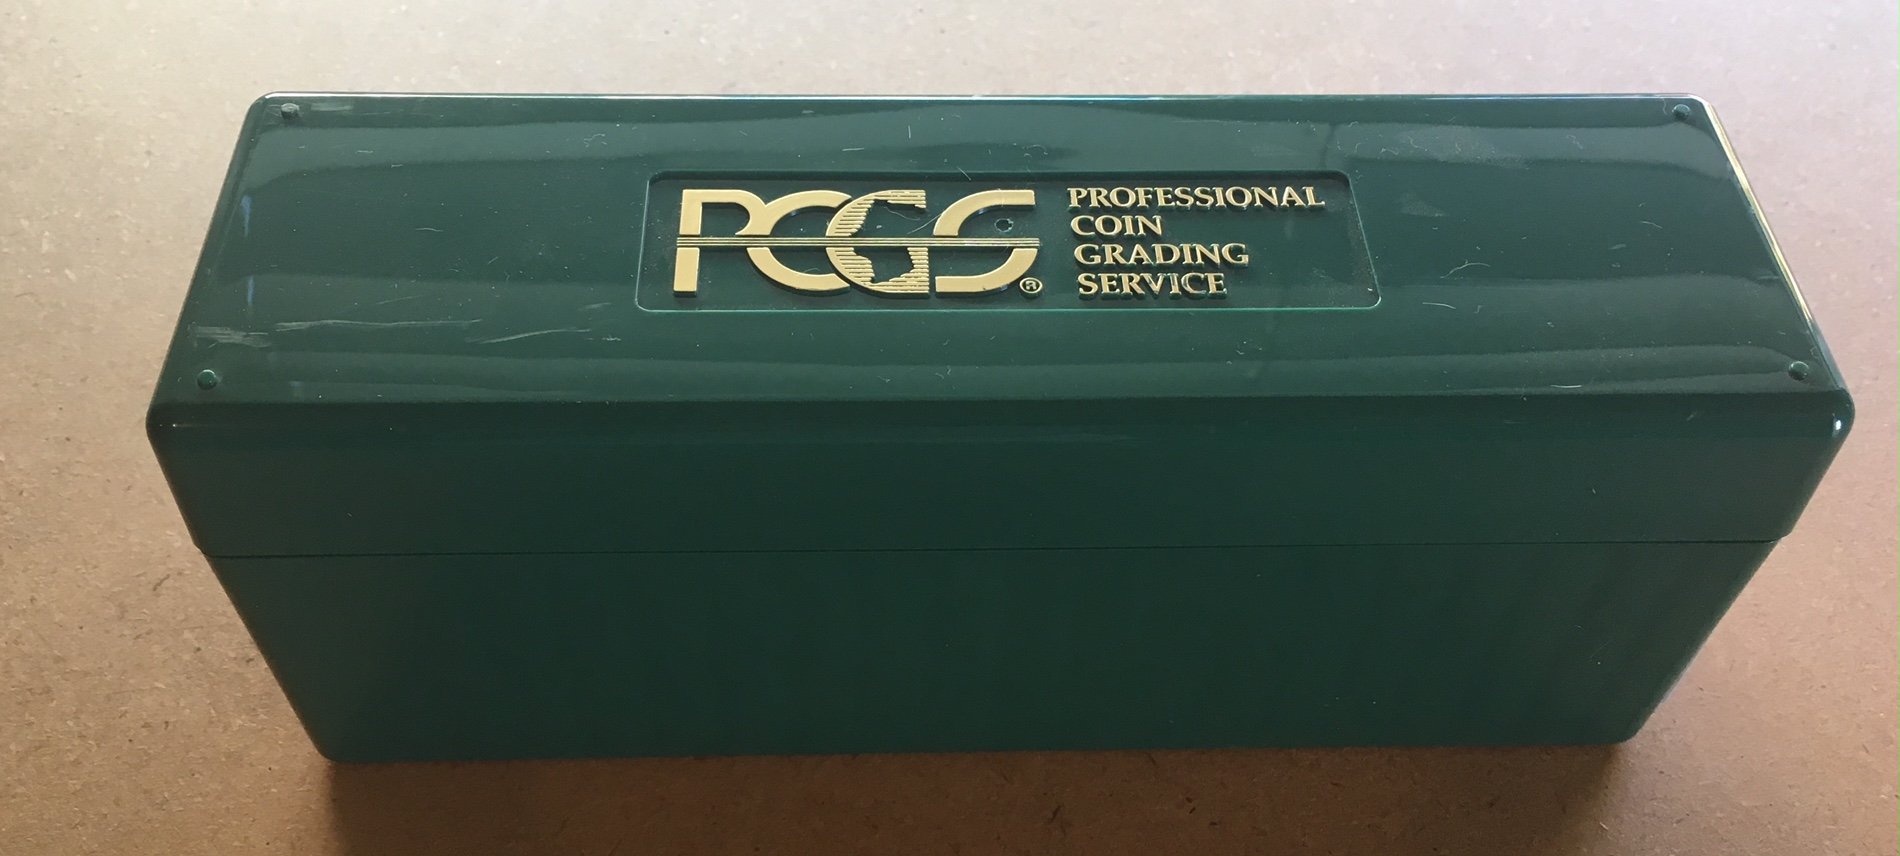 PCGS®
PROFESSIONAL
COIN
GRADING
SERVICE